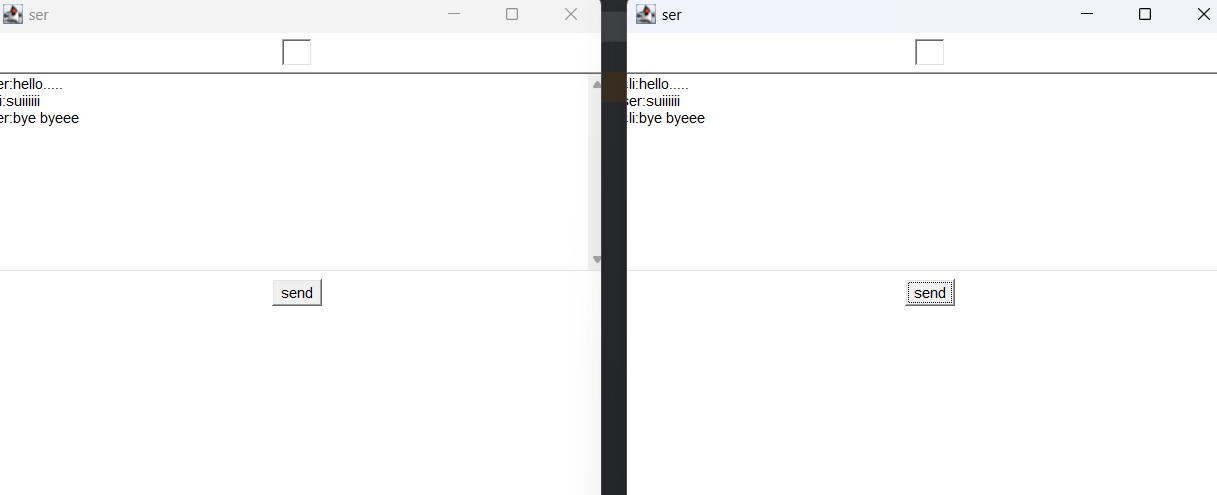 ser
er:hello.....
i:suiiiiii
er:bye byeee
send
ser
:li:hello.....
ser:suiiiiii
:li:bye byeee
send